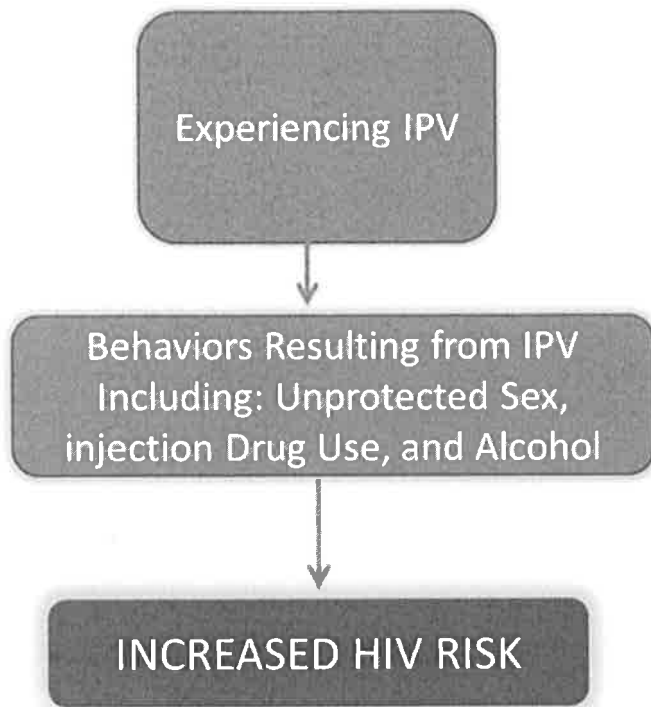 Experiencing IPV
Behaviors Resulting from IPV
Including: Unprotected Sex,
injection Drug Use, and Alcohol
INCREASED HIV RISK